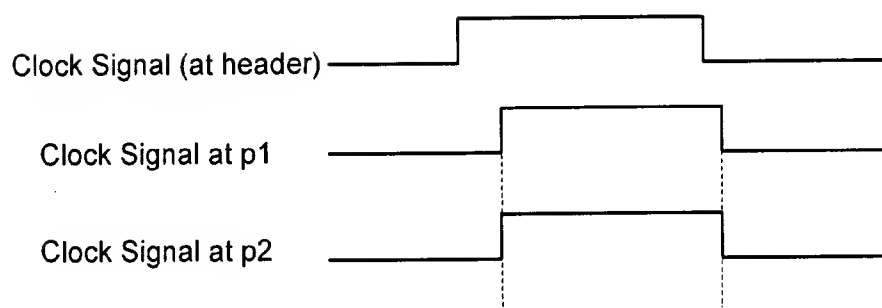 Clock Signal (at header)
Clock Signal at p1
Clock Signal at p2